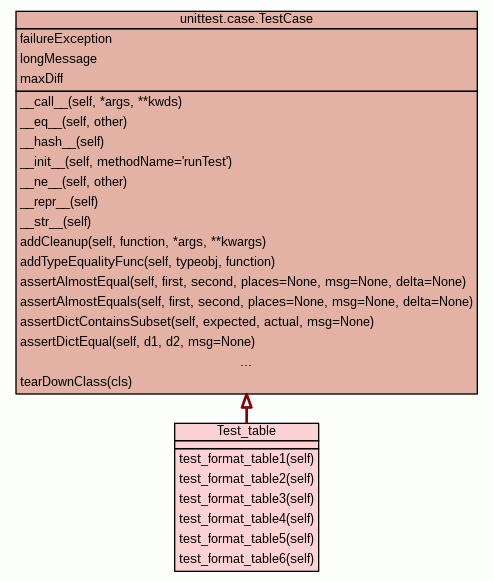 unittest.case.TestCase
failureException
longMessage
maxDiff
__call__(self, *args, **kwds)
__eq__(self, other)
__hash__(self)
__init__(self, methodName='runTest')
__ne__(self, other)
__repr__(self)
__str__(self)
addCleanup(self, function, *args, **kwargs)
addTypeEqualityFunc(self, typeobj, function)
assertAlmostEqual(self, first, second, places=None, msg=None, delta=None)
assertAlmostEquals(self, first, second, places=None, msg=None, delta=None)
assertDictContainsSubset(self, expected, actual, msg=None)
assertDictEqual(self, d1, d2, msg=None)
...
tearDownClass(cls)
Test_table
test_format_table1(self)
test_format_table2(self)
test_format_table3(self)
test_format_table4(self)
test_format_table5(self)
test_format_table6(self)